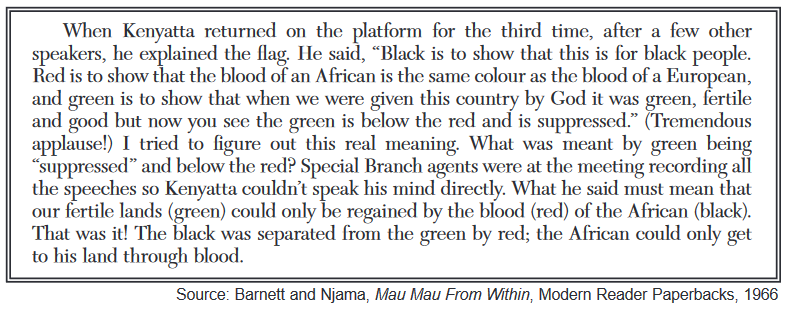 When Kenyatta returned on the platform for the third time, after a few other
speakers, he explained the flag. He said, “Black is to show that this is for black people.
Red is to show that the blood of an African is the same colour as the blood of a European,
and green is to show that when we were given this country by God it was green, fertile
and good but now you see the green is below the red and is suppressed.” (Tremendous
applause!) I tried to figure out this real meaning. What was meant by green being
“suppressed” and below the red? Special Branch agents were at the meeting recording all
the speeches so Kenyatta couldn’t speak his mind directly. What he said must mean that
our fertile lands (green) could only be regained by the blood (red) of the African (black).
That was it! The black was separated from the green by red; the African could only get
to his land through blood.
Source: Barnett and Njama, Mau Mau From Within, Modern Reader Paperbacks, 1966